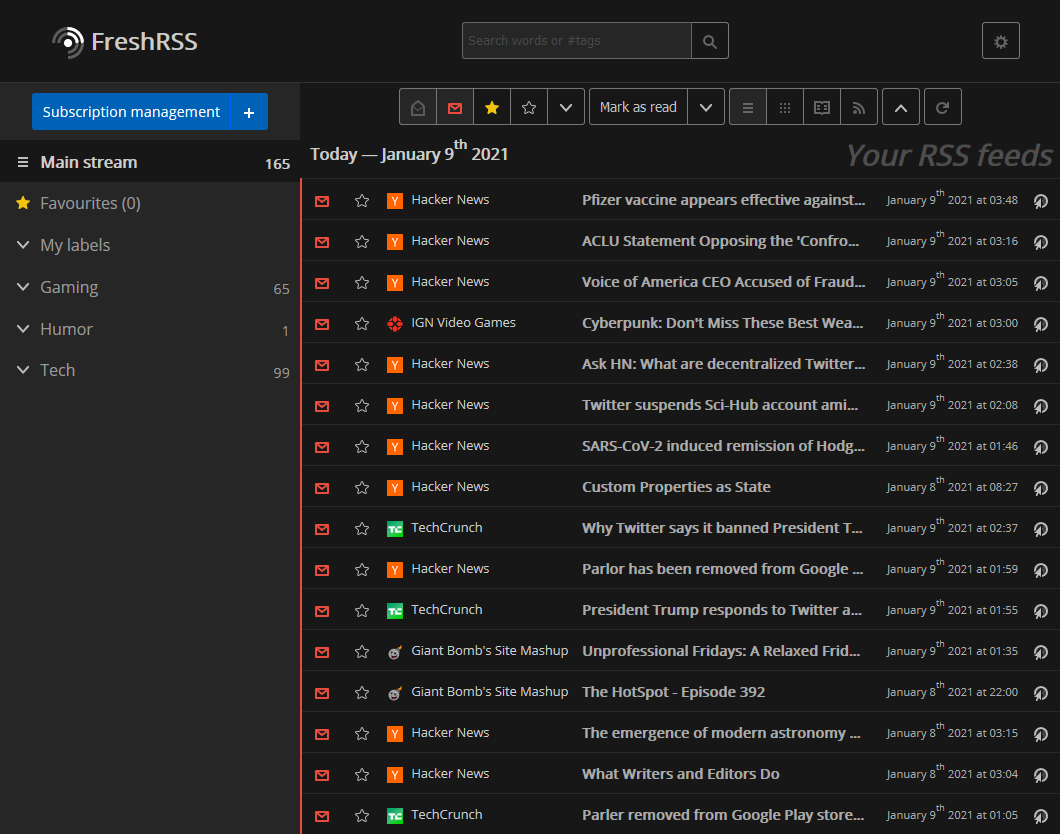 FreshRSS
Search words or #tags
Subscription management +
Mark as read
Main stream 165
Favourites (0)
My labels
Gaming 65
Humor 1
Tech 99
Today — January 9th 2021
Your RSS feeds
Hacker News Pfizer vaccine appears effective against... January 9th 2021 at 03:48
Hacker News ACLU Statement Opposing the 'Confro... January 9th 2021 at 03:16
Hacker News Voice of America CEO Accused of Fraud... January 9th 2021 at 03:05
IGN Video Games Cyberpunk: Don't Miss These Best Wea... January 9th 2021 at 03:00
Hacker News Ask HN: What are decentralized Twitter... January 9th 2021 at 02:38
Hacker News Twitter suspends Sci-Hub account ami... January 9th 2021 at 02:08
Hacker News SARS-CoV-2 induced remission of Hodg... January 9th 2021 at 01:46
Hacker News Custom Properties as State January 8th 2021 at 08:27
TechCrunch Why Twitter says it banned President T... January 9th 2021 at 02:37
Hacker News Parlor has been removed from Google ... January 9th 2021 at 01:59
TechCrunch President Trump responds to Twitter a... January 9th 2021 at 01:55
Giant Bomb's Site Mashup Unprofessional Fridays: A Relaxed Frid... January 9th 2021 at 01:35
Giant Bomb's Site Mashup The HotSpot - Episode 392 January 8th 2021 at 22:00
Hacker News The emergence of modern astronomy ... January 8th 2021 at 03:15
Hacker News What Writers and Editors Do January 8th 2021 at 03:04
TechCrunch Parler removed from Google Play store... January 9th 2021 at 01:05